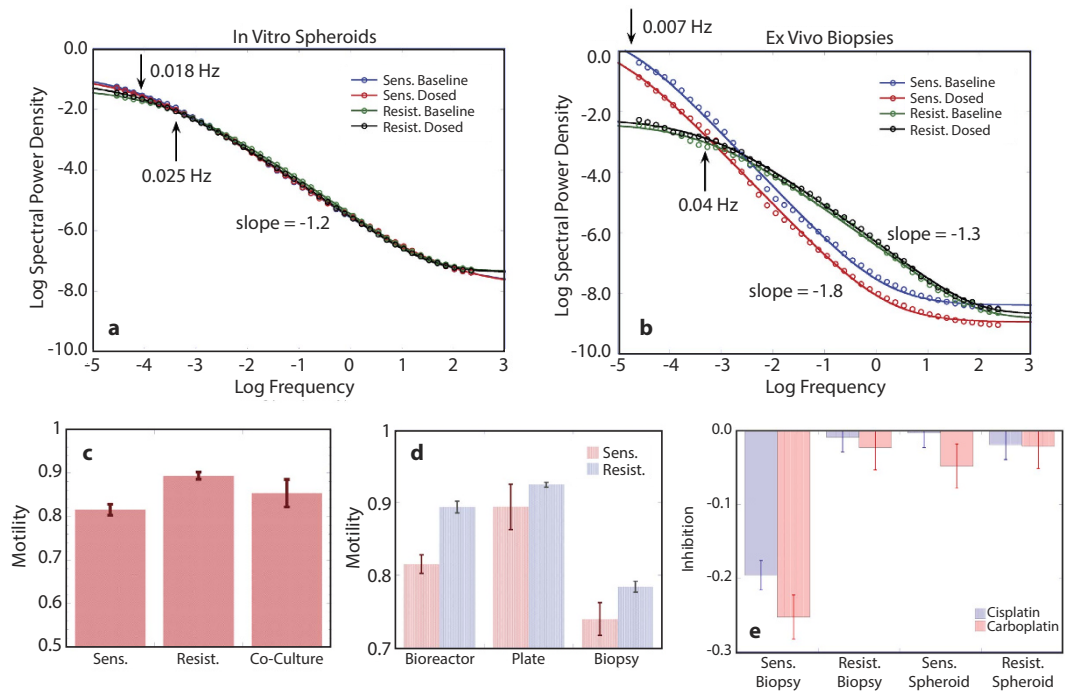 In Vitro Spheroids
0.0
-2.0
-4.0
-6.0
-8.0
-10.0
Log Spectral Power Density
0.018 Hz
0.025 Hz
Sens. Baseline
Sens. Dosed
Resist. Baseline
Resist. Dosed
slope = -1.2
a
-5 -4 -3 -2 -1 0 1 2 3
Log Frequency
0.007 Hz
Ex Vivo Biopsies
0.0
-2.0
-4.0
-6.0
-8.0
-10.0
Log Spectral Power Density
Sens. Baseline
Sens. Dosed
Resist. Baseline
Resist. Dosed
0.04 Hz
slope = -1.3
slope = -1.8
b
-5 -4 -3 -2 -1 0 1 2 3
Log Frequency
c
1
0.9
0.8
0.7
0.6
0.5
Motility
Sens. Resist. Co-Culture
d
1
0.9
0.8
0.7
Motility
Sens.
Resist.
Bioreactor Plate Biopsy
0.0
-0.1
-0.2
-0.3
Inhibition
e
Cisplatin
Carboplatin
Sens. Resist. Sens. Resist.
Biopsy Biopsy Spheroid Spheroid